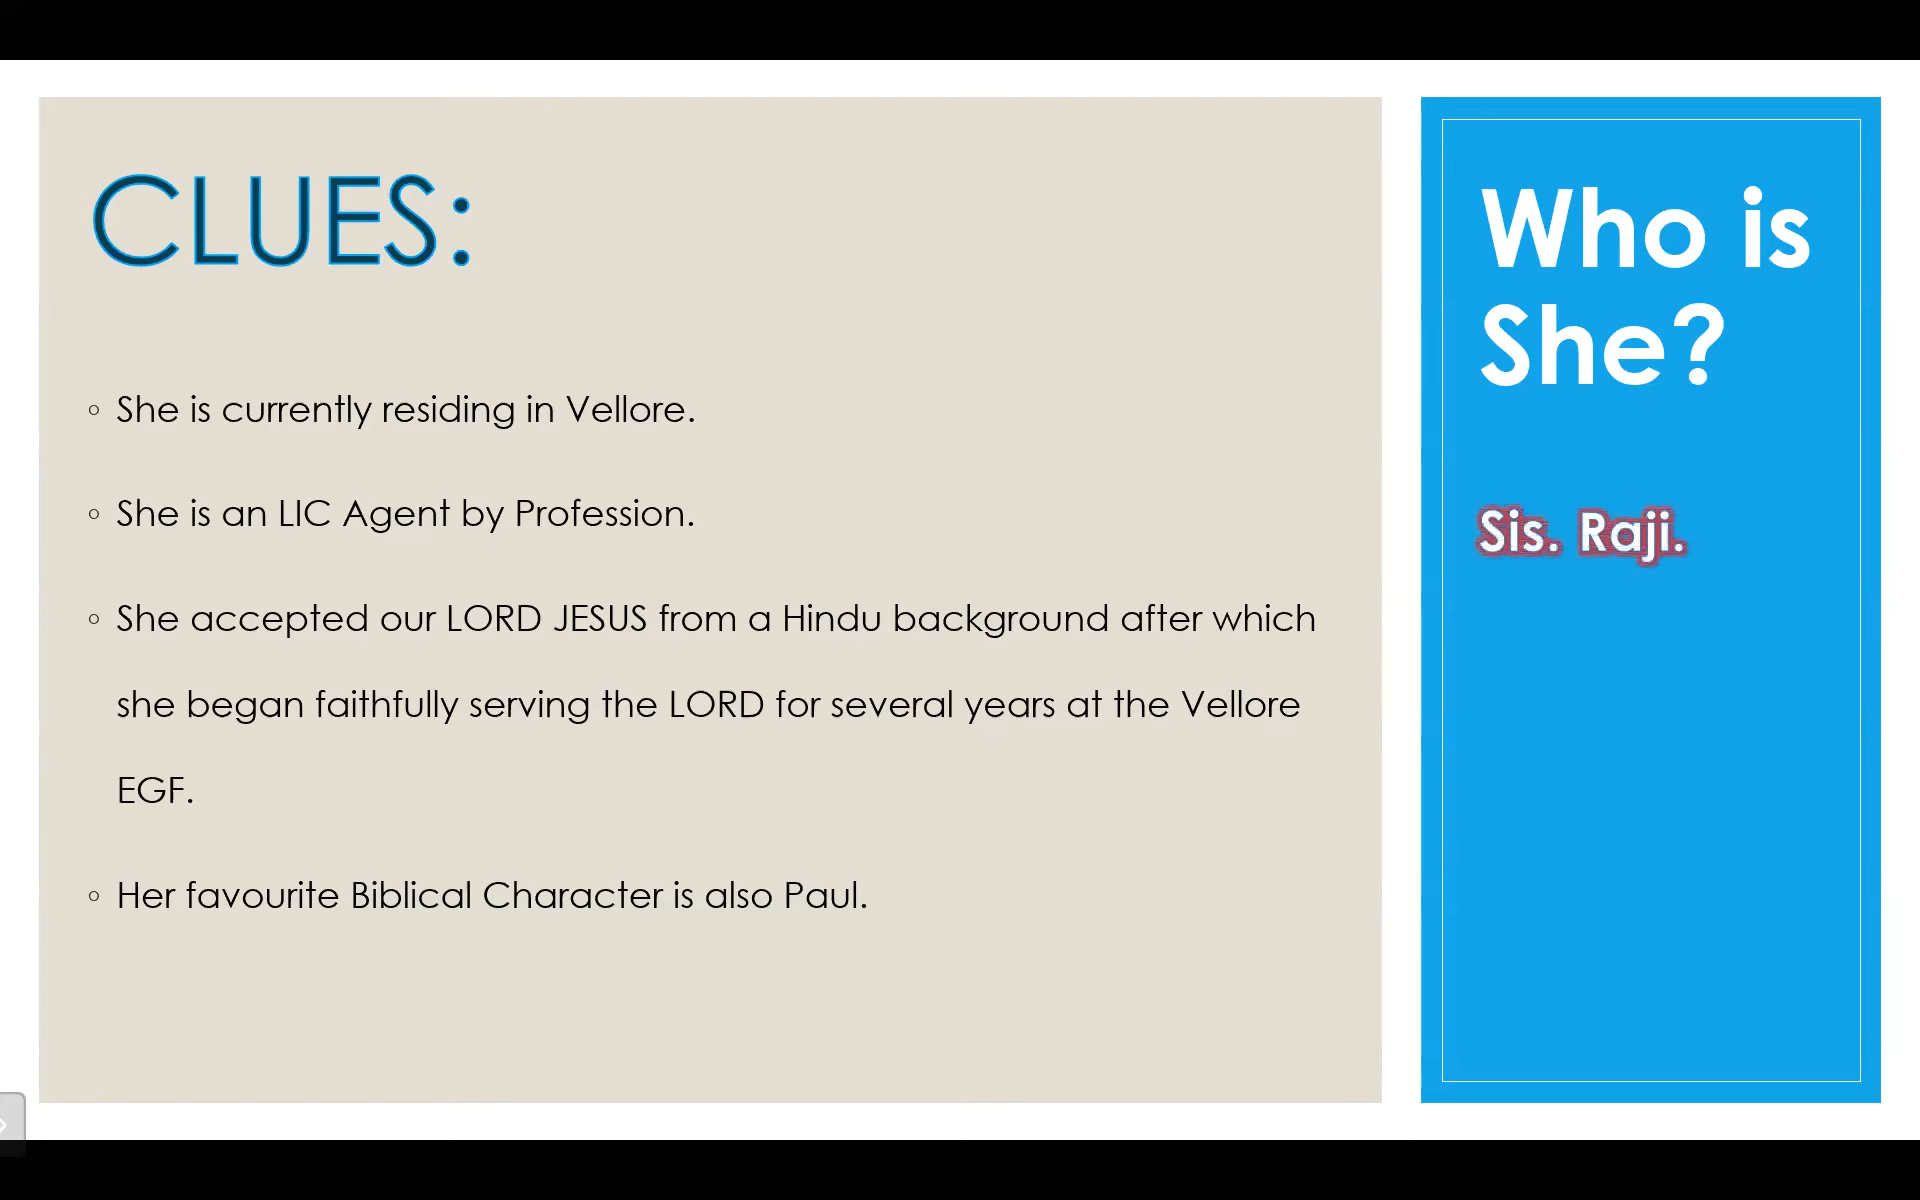 CLUES:
◦ She is currently residing in Vellore.
◦ She is an LIC Agent by Profession.
◦ She accepted our LORD JESUS from a Hindu background after which
she began faithfully serving the LORD for several years at the Vellore
EGF.
◦ Her favourite Biblical Character is also Paul.
Who is
She?
Sis. Raji.